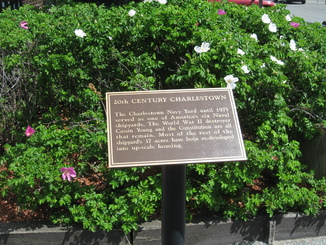 20th CENTURY CHARLESTOWN
The Charlestown Navy Yard until 1975
served as one of America's six Naval
shipyards. The World War II destroyer
Cassin Young and the Constitution are all
that remain. Most of the rest of the
shipyard's 17 acres have been redeveloped
into upscale housing.